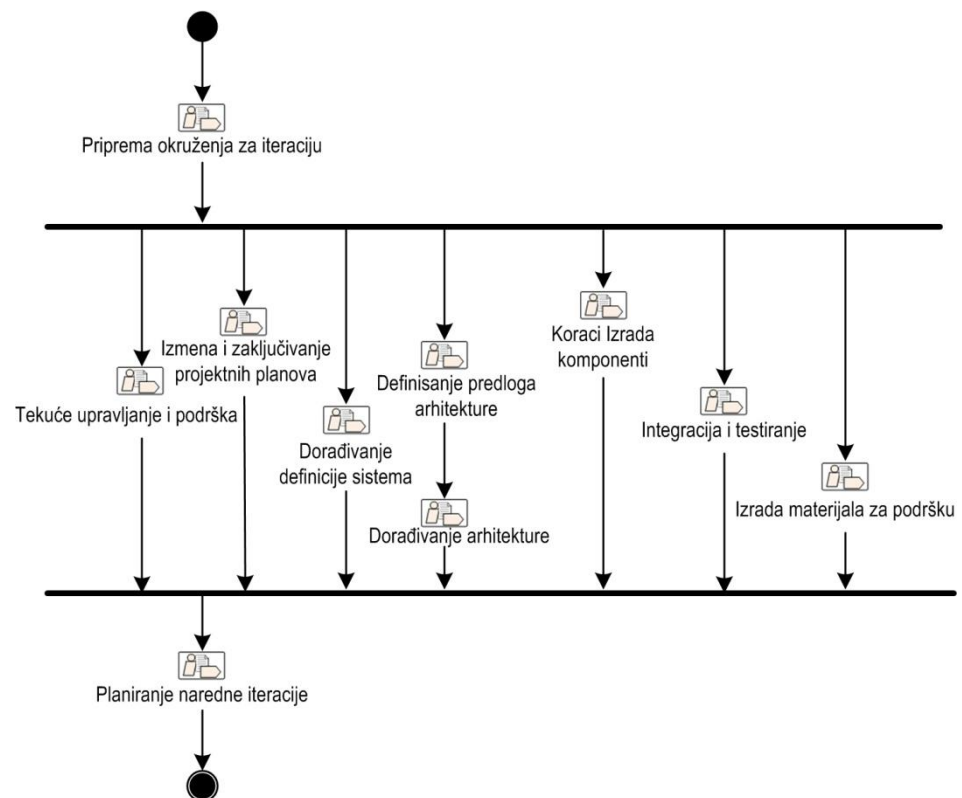 Priprema okruženja za iteraciju
Tekuće upravljanje i podrška
Izmena i zaključivanje
projektnih planova
Dorađivanje
definicije sistema
Definisanje predloga
arhitekture
Dorađivanje arhitekture
Koraci Izrada
komponenti
Integracija i testiranje
Izrada materijala za podršku
Planiranje naredne iteracije